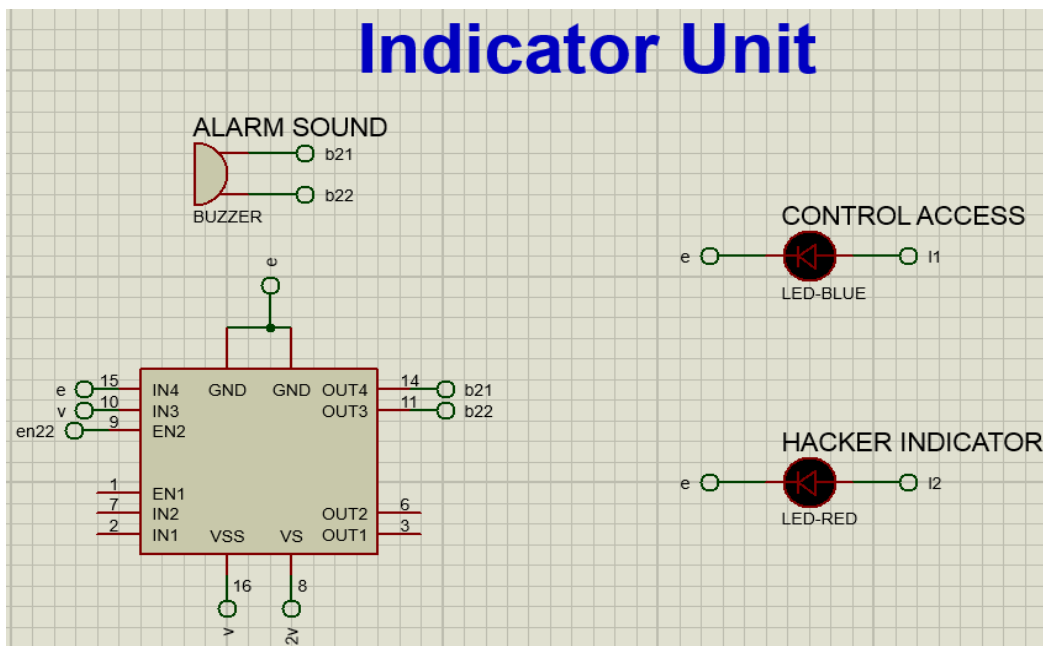 Indicator Unit
ALARM SOUND
b21
b22
BUZZER
CONTROL ACCESS
e
l1
LED-BLUE
e
e 15 IN4 GND GND OUT4 14 b21
v 10 IN3 OUT3 11 b22
en22 9 EN2
HACKER INDICATOR
e
l2
LED-RED
1 EN1
7 IN2 OUT2 6
2 IN1 VSS VS OUT1 3
16 8
v 2v